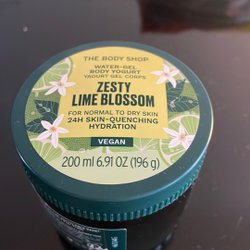 THE BODY SHOP
WATER-GEL
BODY YOGURT
YAOURT GEL CORPS
ZESTY
LIME BLOSSOM
FOR NORMAL TO DRY SKIN
24H SKIN-QUENCHING
HYDRATION
VEGAN
200 ml 6.91 OZ (196 g)